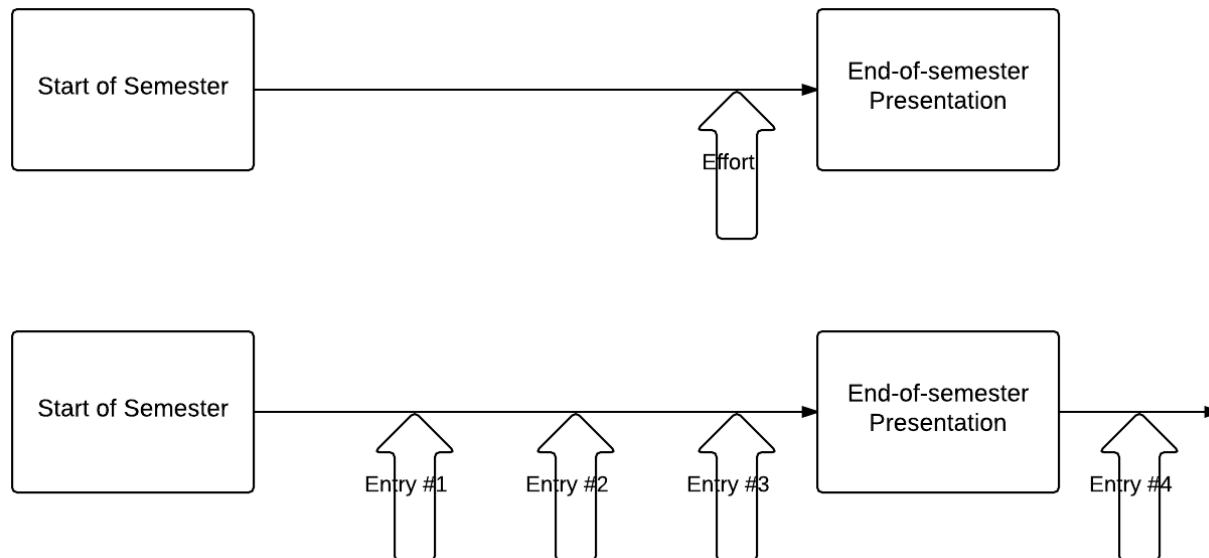 Start of Semester
End-of-semester
Presentation
Effort
Start of Semester
End-of-semester
Presentation
Entry #1
Entry #2
Entry #3
Entry #4